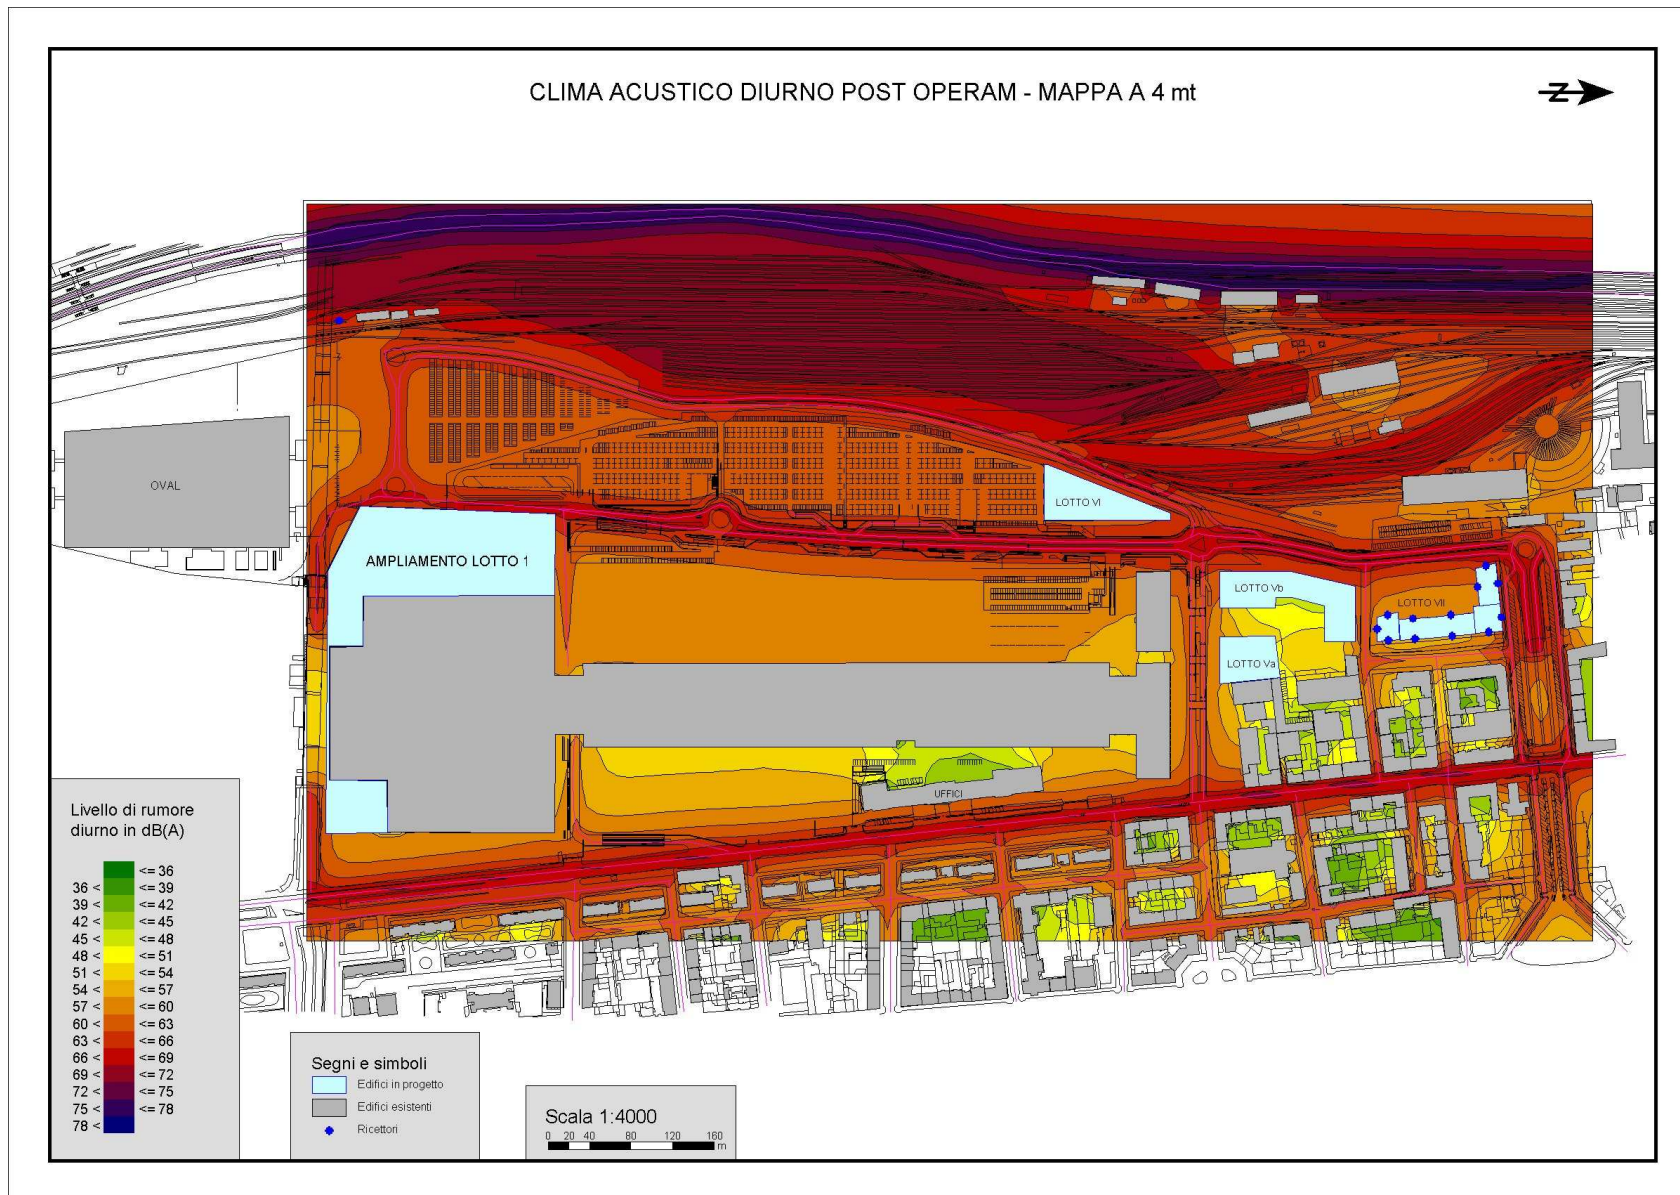 CLIMA ACUSTICO DIURNO POST OPERAM - MAPPA A 4 mt
N
OVAL
LOTTO VI
AMPLIAMENTO LOTTO 1
LOTTO Vb
LOTTO VII
LOTTO Va
UFFICI
Livello di rumore
diurno in dB(A)
<= 36
36 < <= 39
39 < <= 42
42 < <= 45
45 < <= 48
48 < <= 51
51 < <= 54
54 < <= 57
57 < <= 60
60 < <= 63
63 < <= 66
66 < <= 69
69 < <= 72
72 < <= 75
75 < <= 78
78 <
Segni e simboli
Edifici in progetto
Edifici esistenti
Ricettori
Scala 1:4000
0 20 40 80 120 160
m